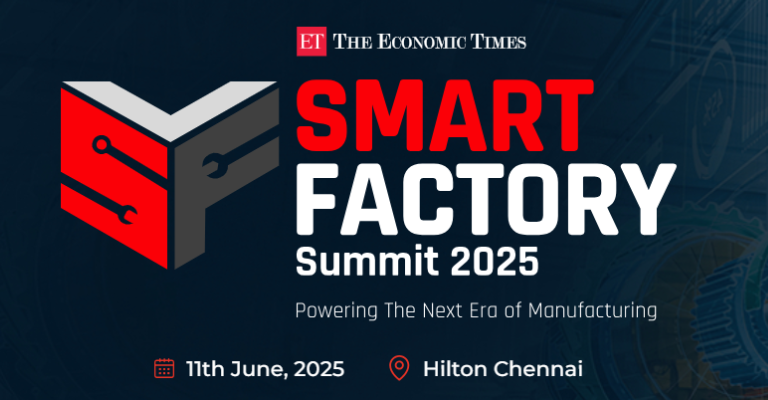 ET THE ECONOMIC TIMES
SMART
FACTORY
Summit 2025
Powering The Next Era of Manufacturing
11th June, 2025 Hilton Chennai